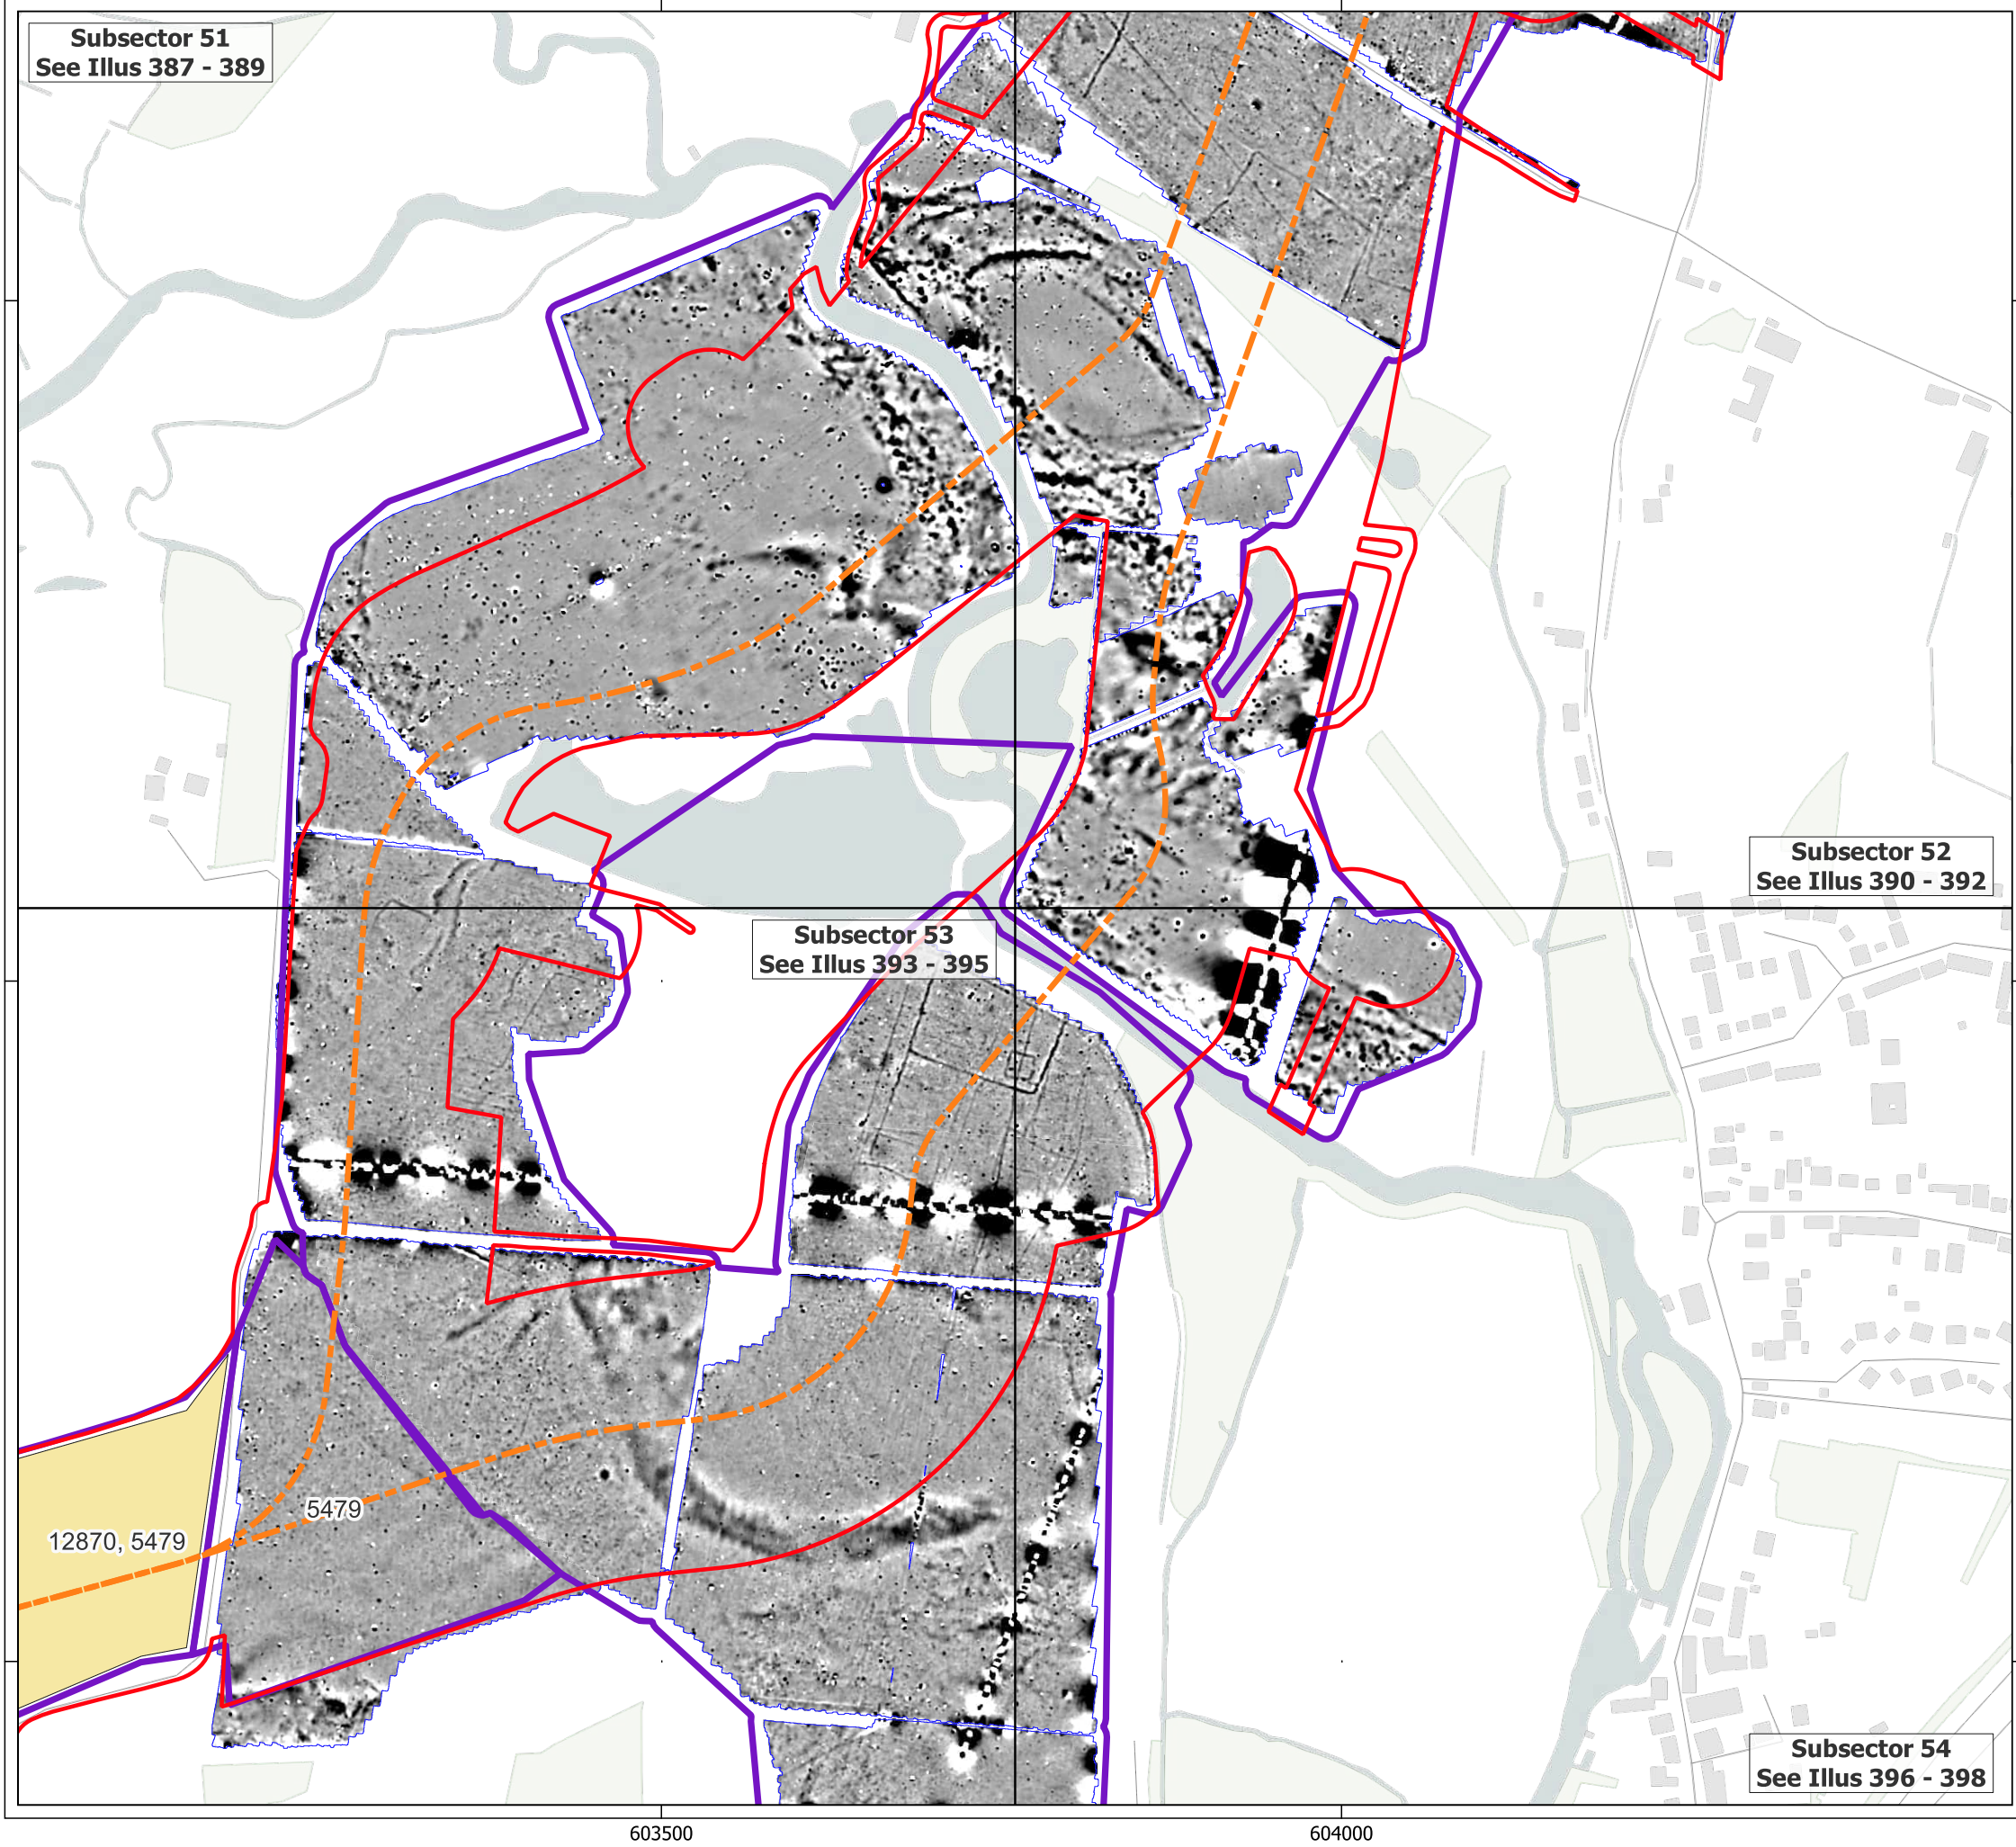 Subsector 51
See Illus 387 - 389
Subsector 52
See Illus 390 - 392
Subsector 53
See Illus 393 - 395
5479
12870, 5479
Subsector 54
See Illus 396 - 398
603500
604000